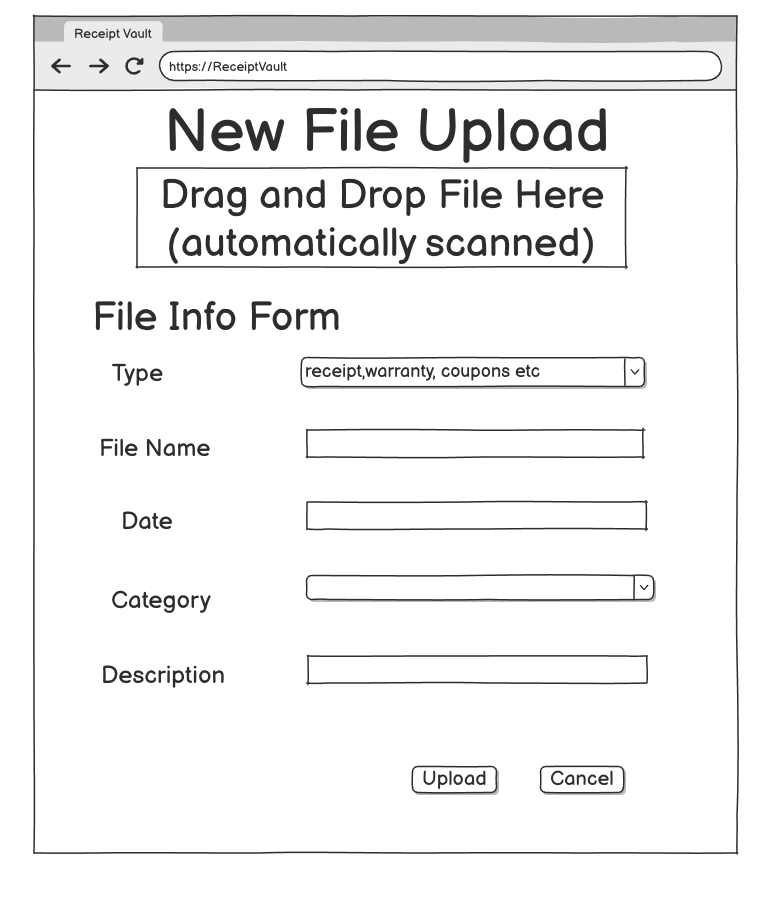 Receipt Vault
https://ReceiptVault
New File Upload
Drag and Drop File Here
(automatically scanned)
File Info Form
Type
receipt,warranty, coupons etc
File Name
Date
Category
Description
Upload
Cancel